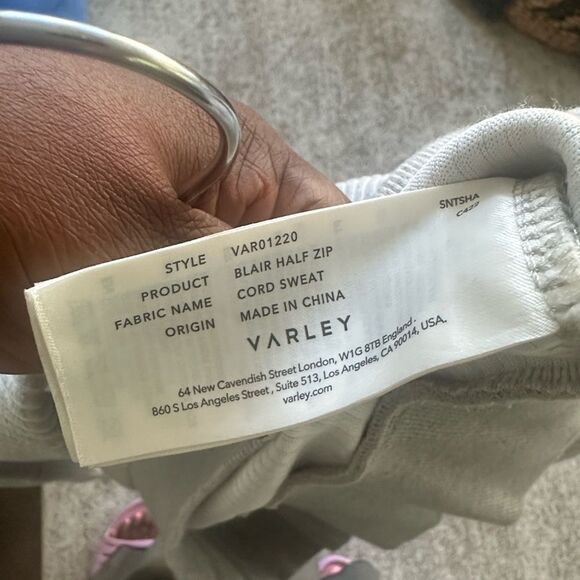 SNTSHA
C422
STYLE VAR01220
PRODUCT BLAIR HALF ZIP
FABRIC NAME CORD SWEAT
ORIGIN MADE IN CHINA
VARLEY
64 New Cavendish Street London, W1G 8TB England.
860 S Los Angeles Street, Suite 513, Los Angeles, CA 90014, USA.
varley.com